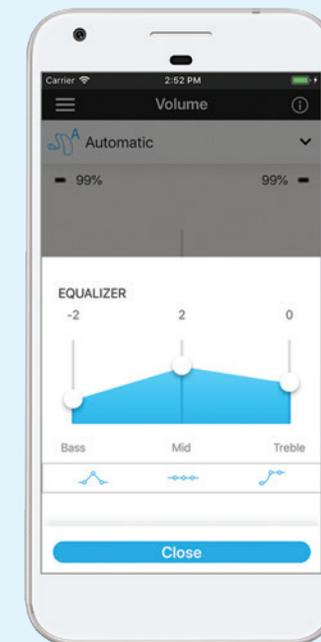 Carrier 2:52 PM
Volume
A Automatic
99% 99%
EQUALIZER
-2 2 0
Bass Mid Treble
Close